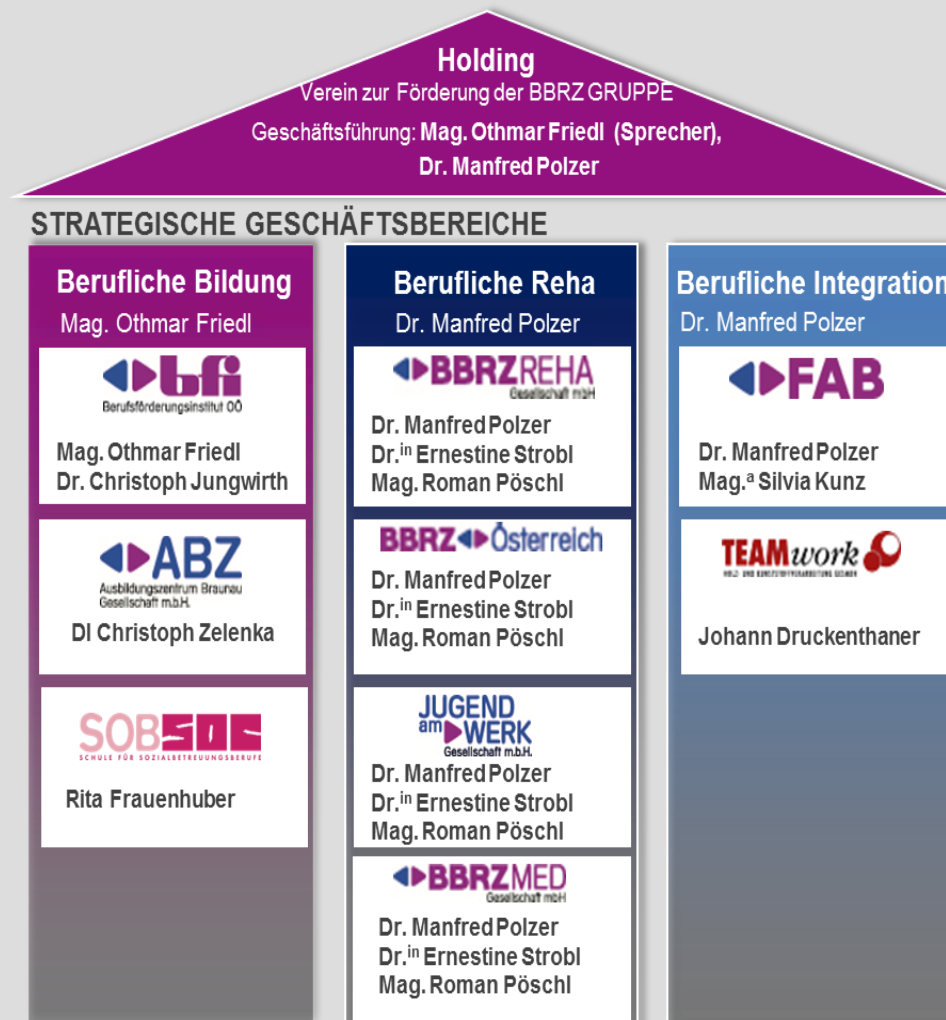 Holding
Verein zur Förderung der BBRZ GRUPPE
Geschäftsführung: Mag. Othmar Friedl (Sprecher),
Dr. Manfred Polzer
STRATEGISCHE GESCHÄFTSBEREICHE
Berufliche Bildung
Mag. Othmar Friedl
bfi
Berufsförderungsinstitut OÖ
Mag. Othmar Friedl
Dr. Christoph Jungwirth
ABZ
Ausbildungszentrum Braunau
Gesellschaft m.b.H.
DI Christoph Zelenka
SOB
SCHULE FÜR SOZIALBETREUUNGSBERUFE
Rita Frauenhuber
Berufliche Reha
Dr. Manfred Polzer
BBRZREHA
Gesellschaft mbH
Dr. Manfred Polzer
Dr.in Ernestine Strobl
Mag. Roman Pöschl
BBRZ Österreich
Dr. Manfred Polzer
Dr.in Ernestine Strobl
Mag. Roman Pöschl
JUGEND
am WERK
Gesellschaft m.b.H.
Dr. Manfred Polzer
Dr.in Ernestine Strobl
Mag. Roman Pöschl
BBRZMED
Gesellschaft mbH
Dr. Manfred Polzer
Dr.in Ernestine Strobl
Mag. Roman Pöschl
Berufliche Integration
Dr. Manfred Polzer
FAB
Dr. Manfred Polzer
Mag.a Silvia Kunz
TEAMwork
HOLZ- UND KUNSTSTOFFVERARBEITUNG GESMBH
Johann Druckenthaner